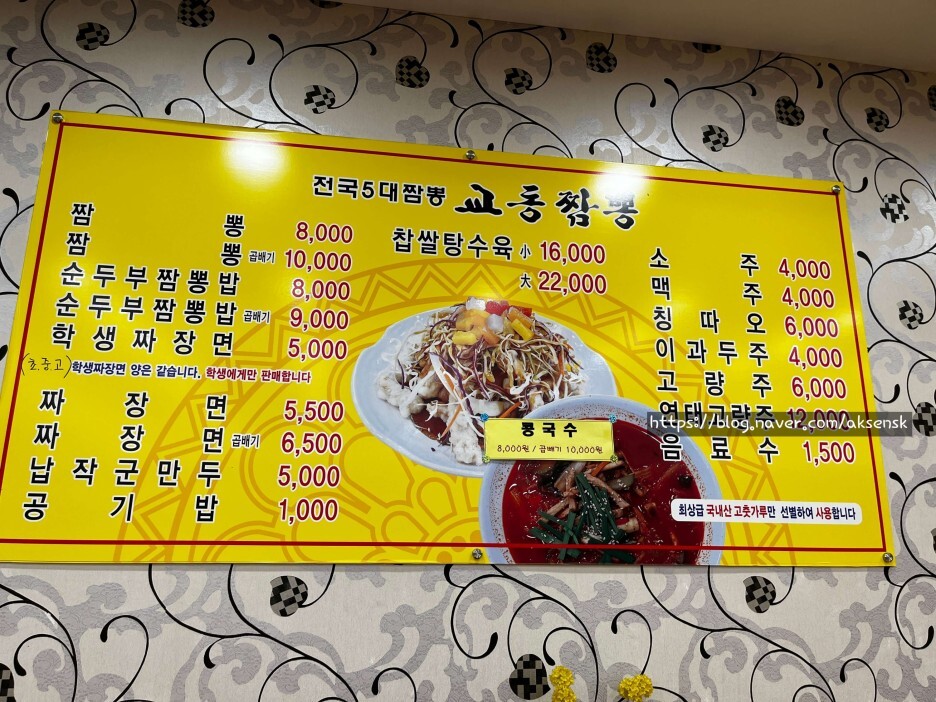 전국5대짬뽕 교동짬뽕
짬뽕 8,000
짬뽕 곱배기 10,000
순두부짬뽕밥 8,000
순두부짬뽕밥 곱배기 9,000
학생짜장면 5,000
(초.중.고) 학생짜장면 양은 같습니다. 학생에게만 판매합니다
짜장면 5,500
짜장면 곱배기 6,500
납작군만두 5,000
공기밥 1,000
찹쌀탕수육 小 16,000
大 22,000
콩국수
8,000원 / 곱배기 10,000원
소주 4,000
맥주 4,000
칭따오 6,000
이과두주 4,000
고량주 6,000
연태고량주 12,000
음료수 1,500
최상급 국내산 고춧가루만 선별하여 사용합니다
https://blog.naver.com/aksensk